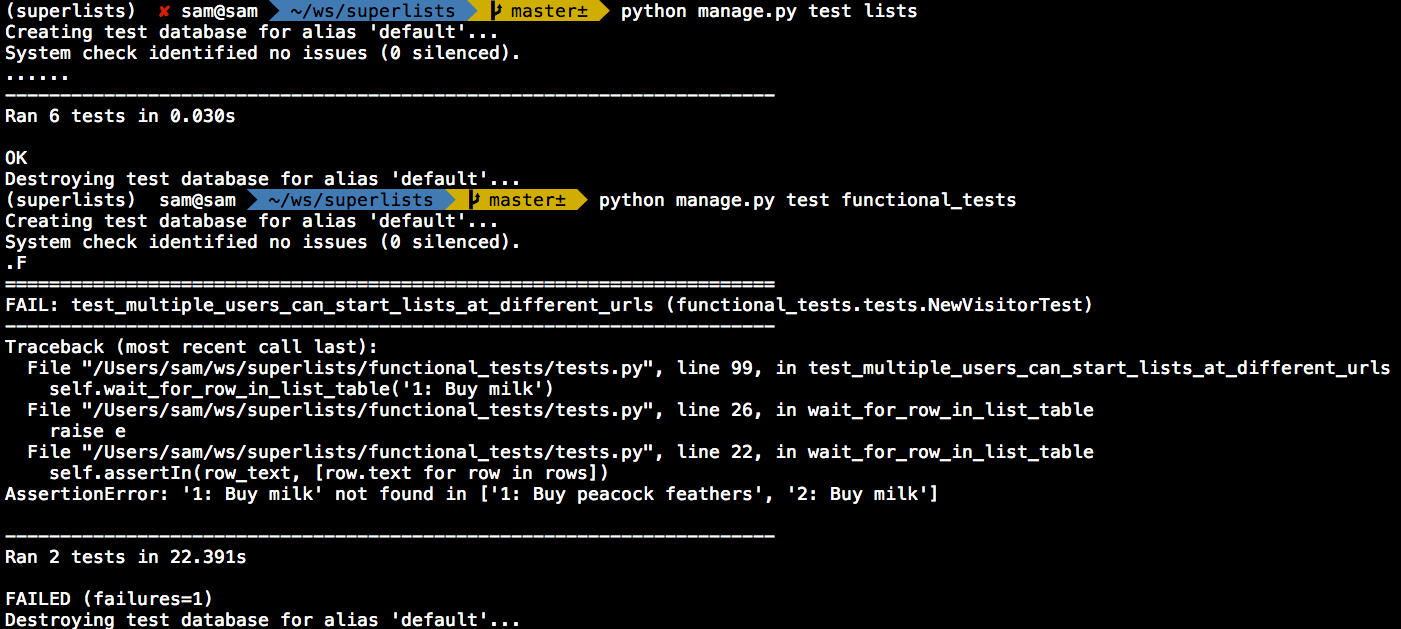 (superlists) ✘ sam@sam ~/ws/superlists master± python manage.py test lists
Creating test database for alias 'default'...
System check identified no issues (0 silenced).
......
----------------------------------------------------------------------
Ran 6 tests in 0.030s
OK
Destroying test database for alias 'default'...
(superlists) sam@sam ~/ws/superlists master± python manage.py test functional_tests
Creating test database for alias 'default'...
System check identified no issues (0 silenced).
.F
======================================================================
FAIL: test_multiple_users_can_start_lists_at_different_urls (functional_tests.tests.NewVisitorTest)
----------------------------------------------------------------------
Traceback (most recent call last):
  File "/Users/sam/ws/superlists/functional_tests/tests.py", line 99, in test_multiple_users_can_start_lists_at_different_urls
    self.wait_for_row_in_list_table('1: Buy milk')
  File "/Users/sam/ws/superlists/functional_tests/tests.py", line 26, in wait_for_row_in_list_table
    raise e
  File "/Users/sam/ws/superlists/functional_tests/tests.py", line 22, in wait_for_row_in_list_table
    self.assertIn(row_text, [row.text for row in rows])
AssertionError: '1: Buy milk' not found in ['1: Buy peacock feathers', '2: Buy milk']
----------------------------------------------------------------------
Ran 2 tests in 22.391s
FAILED (failures=1)
Destroying test database for alias 'default'...